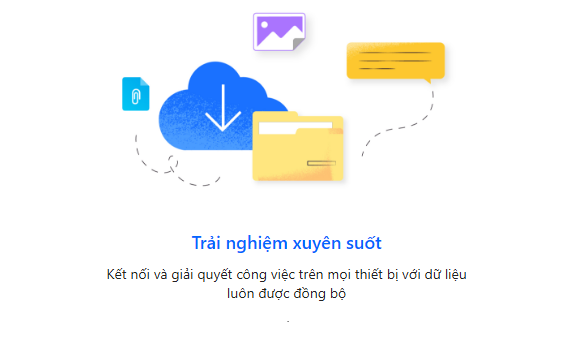 Trải nghiệm xuyên suốt
Kết nối và giải quyết công việc trên mọi thiết bị với dữ liệu
luôn được đồng bộ
.